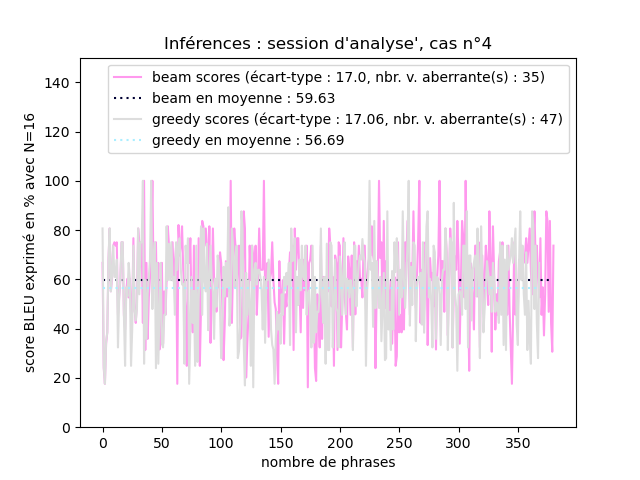 Inférences : session d'analyse', cas n°4
beam scores (écart-type : 17.0, nbr. v. aberrante(s) : 35)
beam en moyenne : 59.63
greedy scores (écart-type : 17.06, nbr. v. aberrante(s) : 47)
greedy en moyenne : 56.69
score BLEU exprimé en % avec N=16
140
120
100
80
60
40
20
0
0 50 100 150 200 250 300 350
nombre de phrases